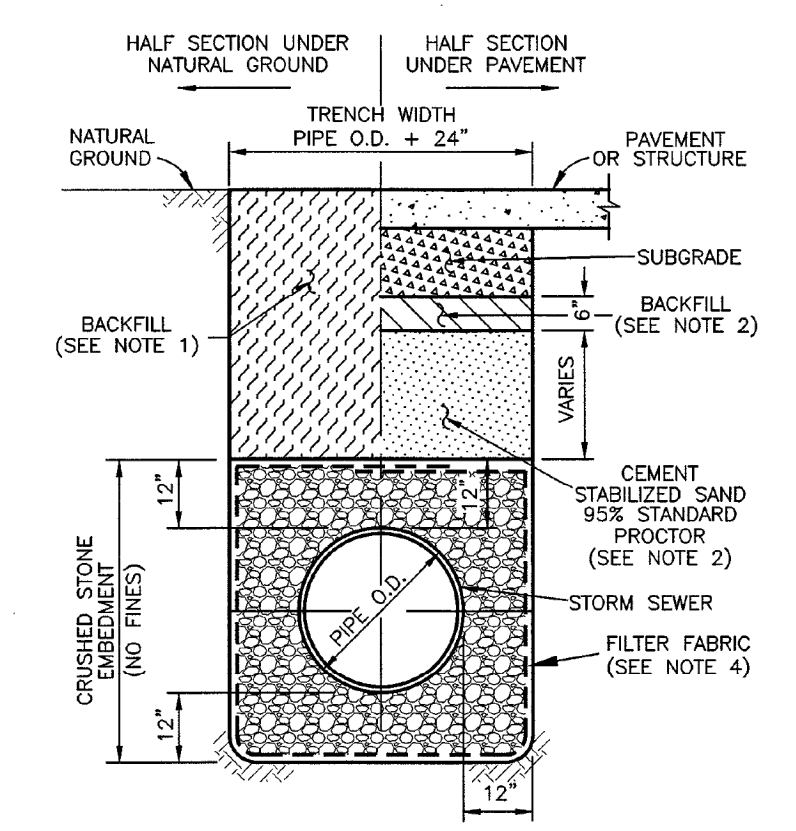 HALF SECTION UNDER
NATURAL GROUND
HALF SECTION
UNDER PAVEMENT
TRENCH WIDTH
PIPE O.D. + 24"
NATURAL
GROUND
PAVEMENT
OR STRUCTURE
SUBGRADE
6"
BACKFILL
(SEE NOTE 2)
BACKFILL
(SEE NOTE 1)
VARIES
12"
12"
CEMENT
STABILIZED SAND
95% STANDARD
PROCTOR
(SEE NOTE 2)
CRUSHED STONE
EMBEDMENT
(NO FINES)
PIPE O.D.
STORM SEWER
FILTER FABRIC
(SEE NOTE 4)
12"
12"